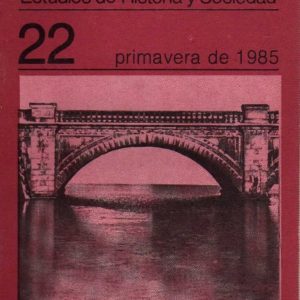 Estudios de Historia y Sociedad
22 primavera de 1985